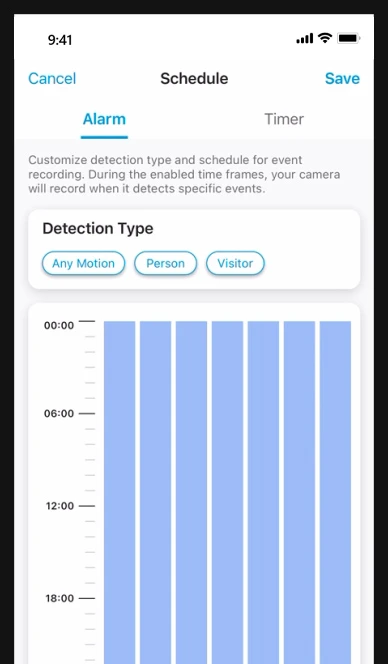 9:41
Cancel Schedule Save
Alarm Timer
Customize detection type and schedule for event
recording. During the enabled time frames, your camera
will record when it detects specific events.
Detection Type
Any Motion Person Visitor
00:00
06:00
12:00
18:00